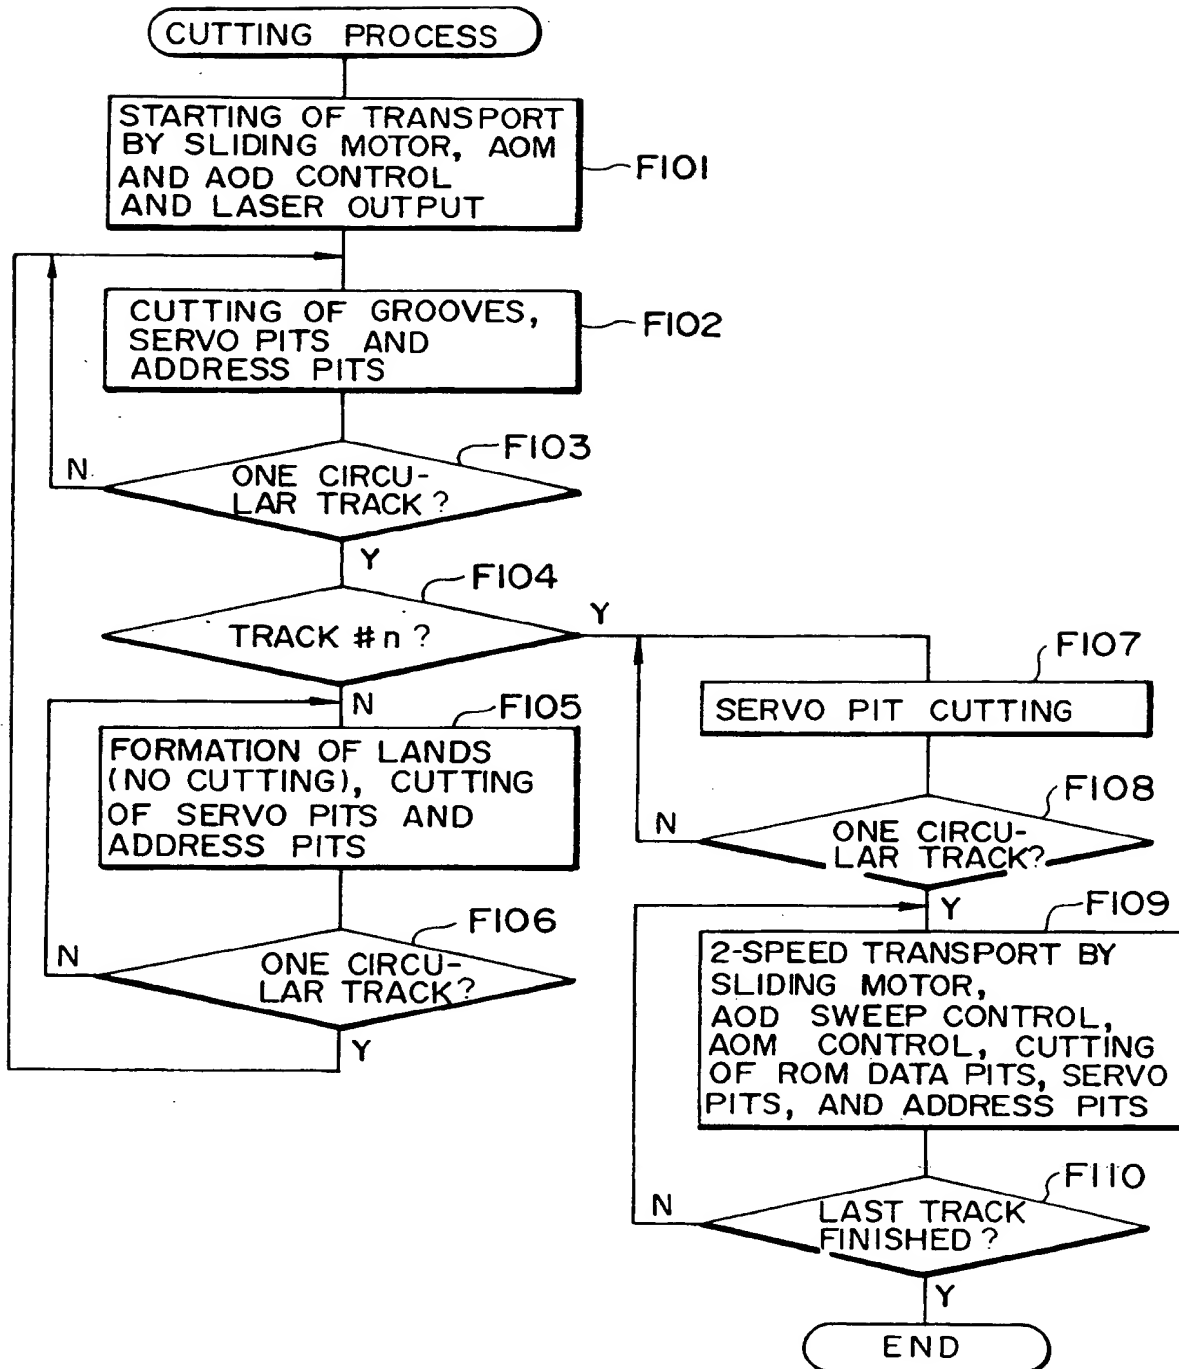 CUTTING PROCESS
STARTING OF TRANSPORT
BY SLIDING MOTOR, AOM
AND AOD CONTROL
AND LASER OUTPUT
F101
CUTTING OF GROOVES,
SERVO PITS AND
ADDRESS PITS
F102
F103
N
ONE CIRCU-
LAR TRACK?
Y
F104
TRACK #n?
Y
N
F105
FORMATION OF LANDS
(NO CUTTING), CUTTING
OF SERVO PITS AND
ADDRESS PITS
F106
N
ONE CIRCU-
LAR TRACK?
Y
F107
SERVO PIT CUTTING
F108
N
ONE CIRCU-
LAR TRACK?
Y
F109
2-SPEED TRANSPORT BY
SLIDING MOTOR,
AOD SWEEP CONTROL,
AOM CONTROL, CUTTING
OF ROM DATA PITS, SERVO
PITS, AND ADDRESS PITS
F110
N
LAST TRACK
FINISHED?
Y
END